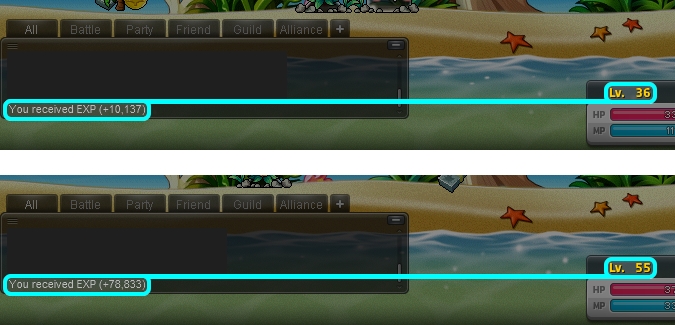 All Battle Party Friend Guild Alliance +
You received EXP (+10,137)
Lv. 36
HP
MP
All Battle Party Friend Guild Alliance +
You received EXP (+78,833)
Lv. 55
HP
MP